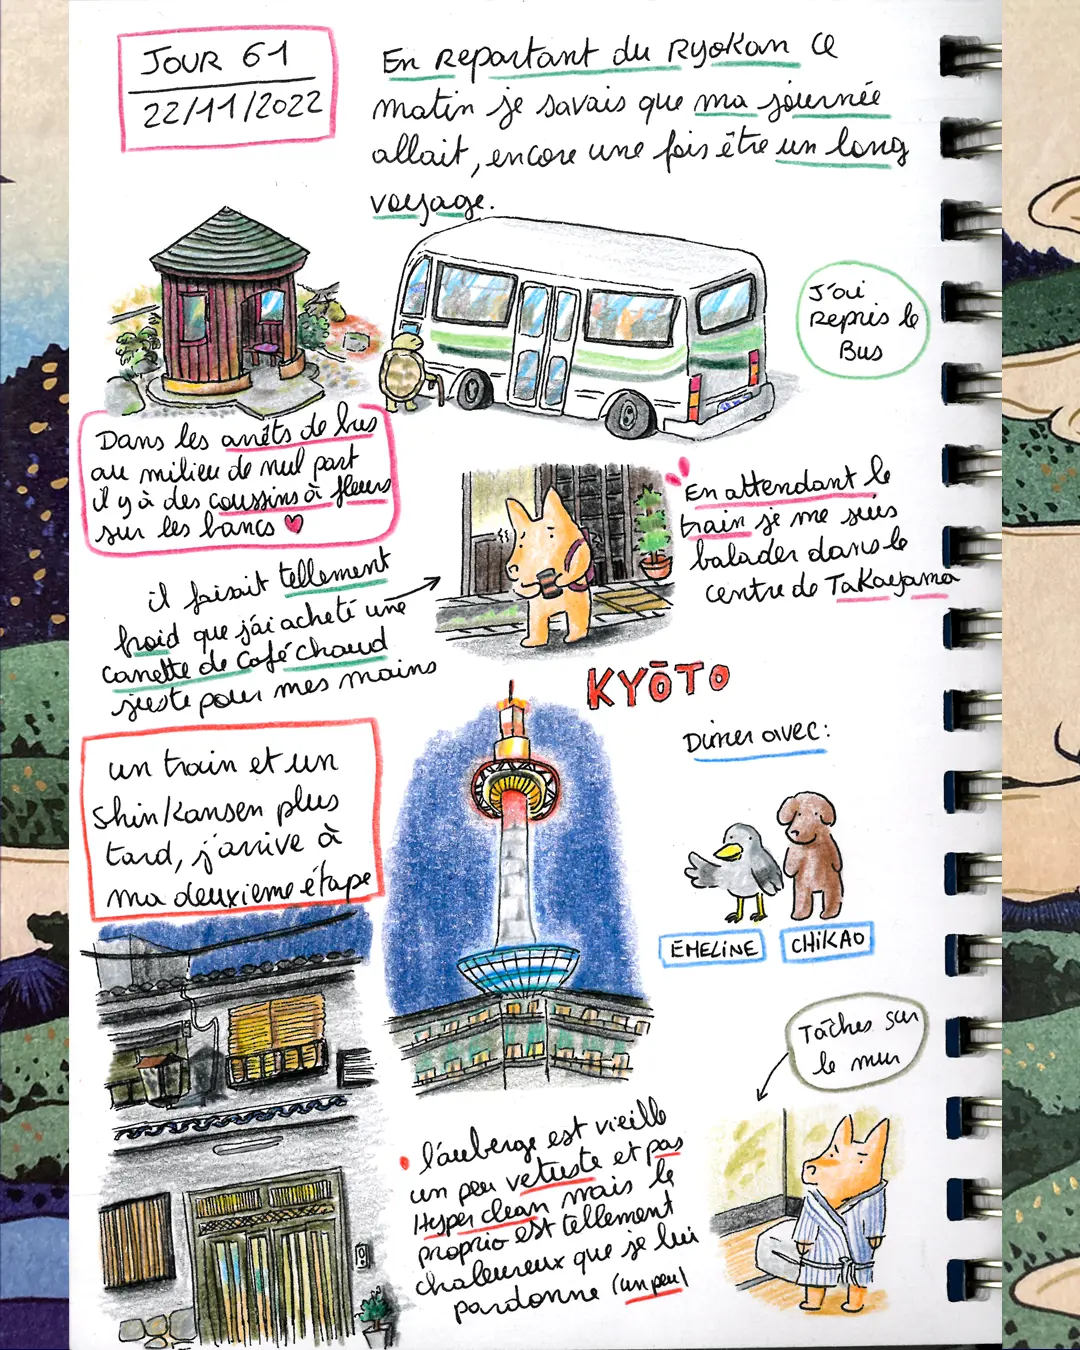 JOUR 61
22/11/2022
En repartant du Ryokan ce
matin je savais que ma journée
allait, encore une fois être un long
voyage.
J'ai
Repris le
Bus
Dans les arrêts de bus
au milieu de nul part
il y à des coussins à fleurs
sur les bancs
En attendant le
train je me suis
balader dans le
centre de Takayama
il faisait tellement
froid que j'ai acheté une
canette de Café chaud
juste pour mes mains
KYŌTO
un train et un
Shinkansen plus
tard, j'arrive à
ma deuxieme étape
Diner avec:
EMELINE
CHIKAO
Tâches sur
le mur
l'auberge est vieille
un peu vetuste et pas
Hyper clean mais le
proprio est tellement
chaleureux que je lui
pardonne (un peu)